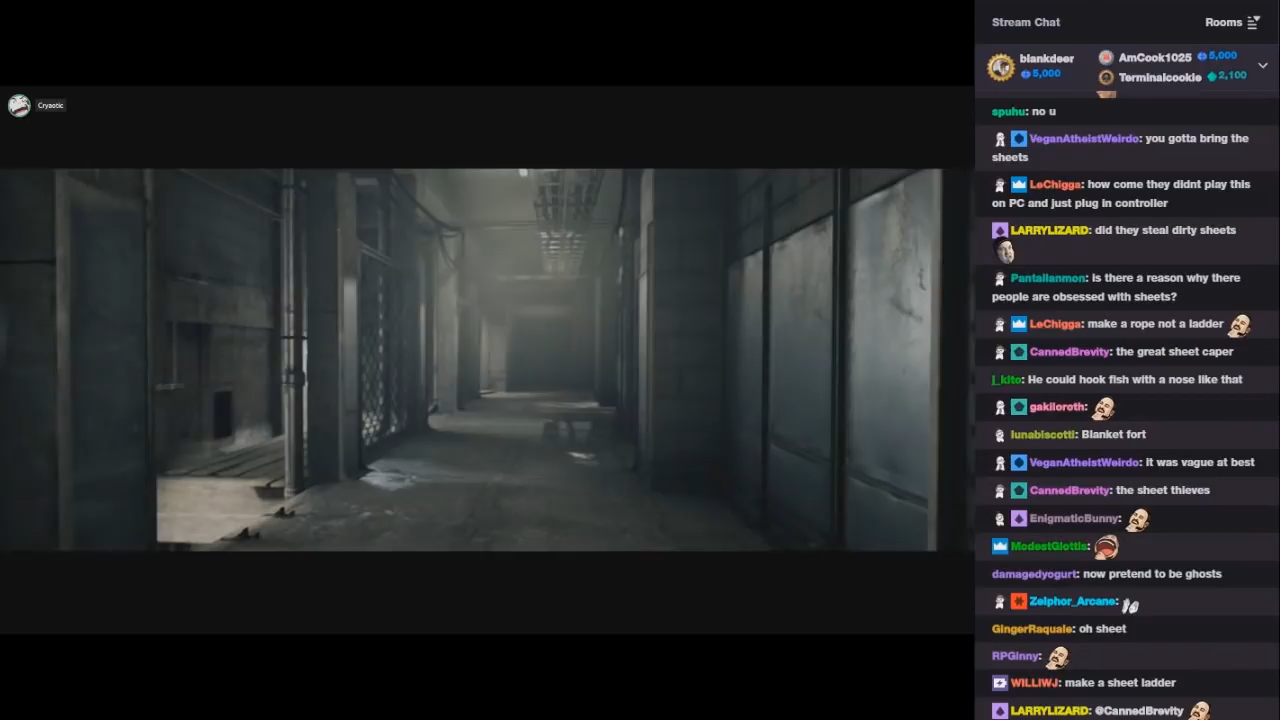 Stream Chat
Rooms
blankdeer
5,000
AmCook1025 5,000
Terminalcookie 2,100
Cryaotic
spuhu: no u
VeganAtheistWeirdo: you gotta bring the
sheets
LeChigga: how come they didnt play this
on PC and just plug in controller
LARRYLIZARD: did they steal dirty sheets
Pantallanmon: is there a reason why there
people are obsessed with sheets?
LeChigga: make a rope not a ladder
CannedBrevity: the great sheet caper
j_kito: He could hook fish with a nose like that
gakiloroth:
lunabiscotti: Blanket fort
VeganAtheistWeirdo: it was vague at best
CannedBrevity: the sheet thieves
EnigmaticBunny:
ModestGlottis:
damagedyogurt: now pretend to be ghosts
Zelphor_Arcane:
GingerRaquale: oh sheet
RPGinny:
WILLIWJ: make a sheet ladder
LARRYLIZARD: @CannedBrevity